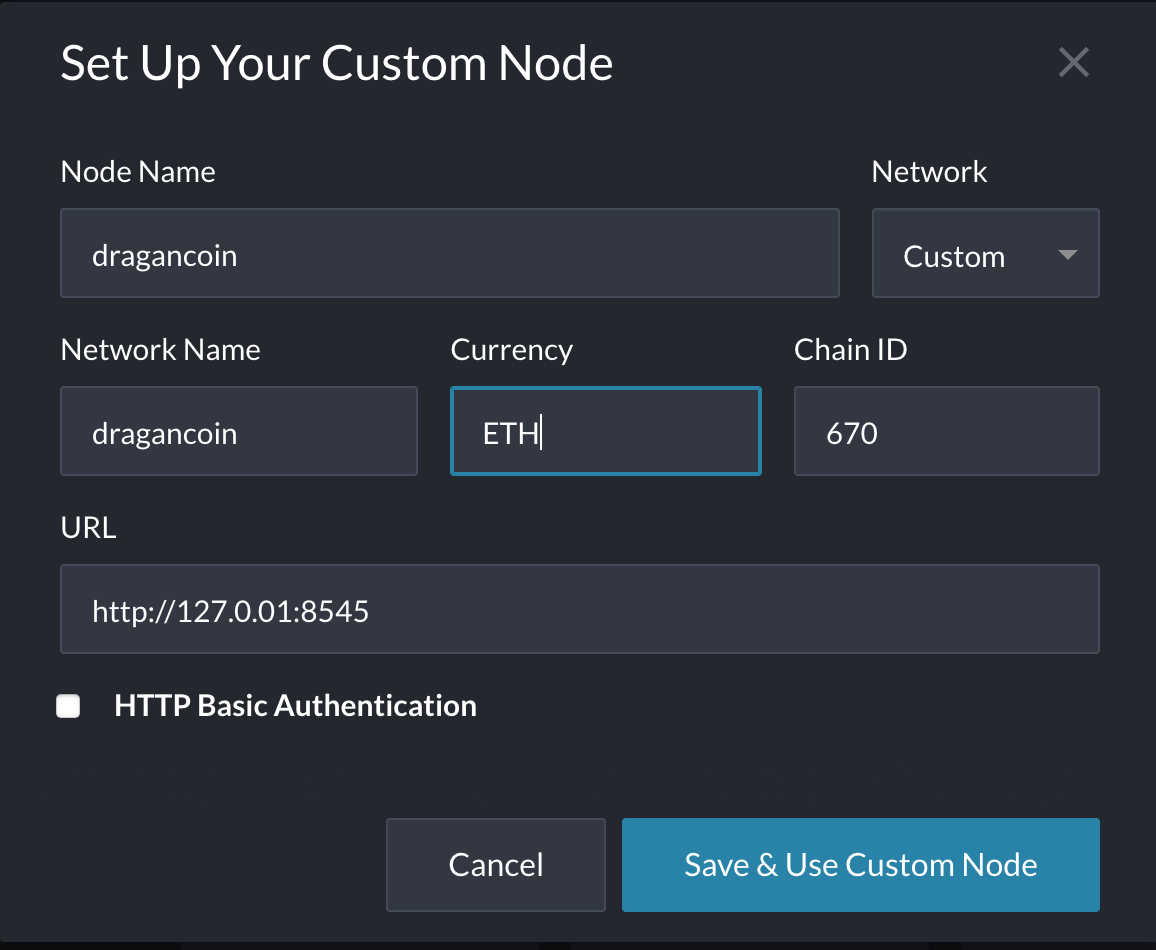 Set Up Your Custom Node
Node Name
Network
dragancoin
Custom
Network Name
Currency
Chain ID
dragancoin
ETH
670
URL
http://127.0.01:8545
HTTP Basic Authentication
Cancel
Save & Use Custom Node